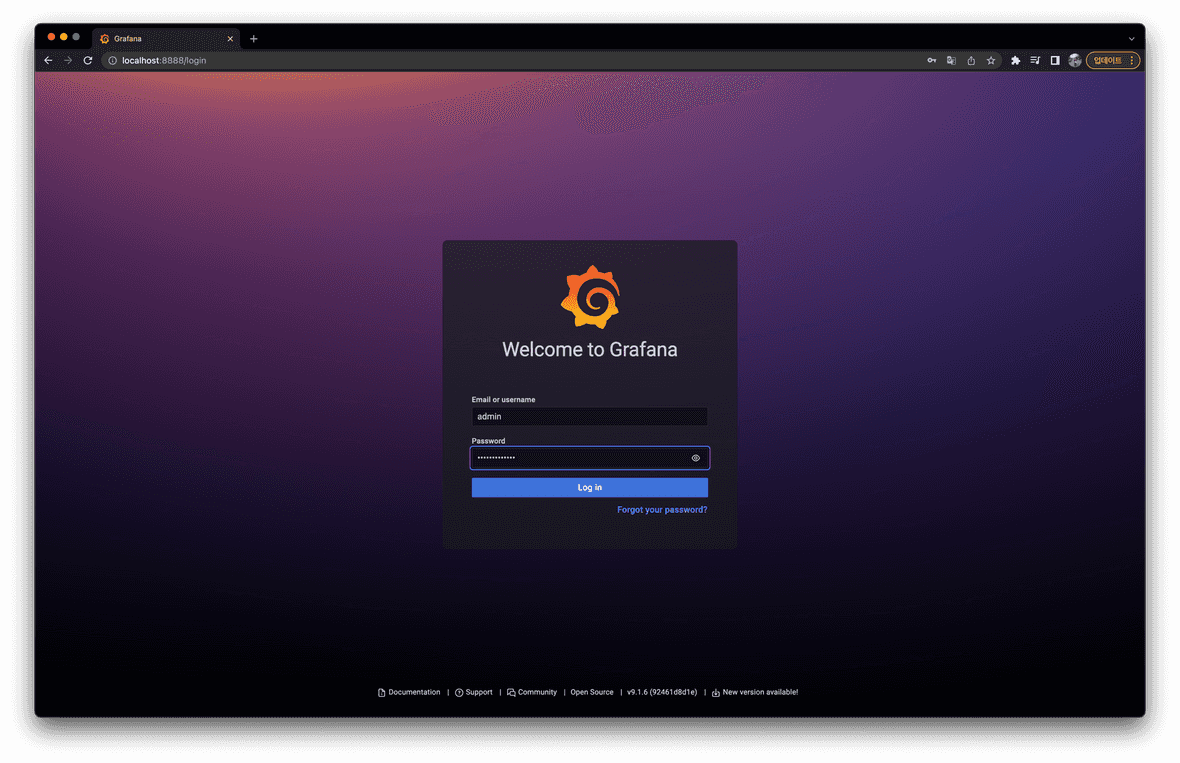 Grafana
localhost:8888/login
업데이트
Welcome to Grafana
Email or username
admin
Password
•••••••••••••
Log in
Forgot your password?
Documentation | Support | Community | Open Source | v9.1.6 (92461d8d1e) | New version available!